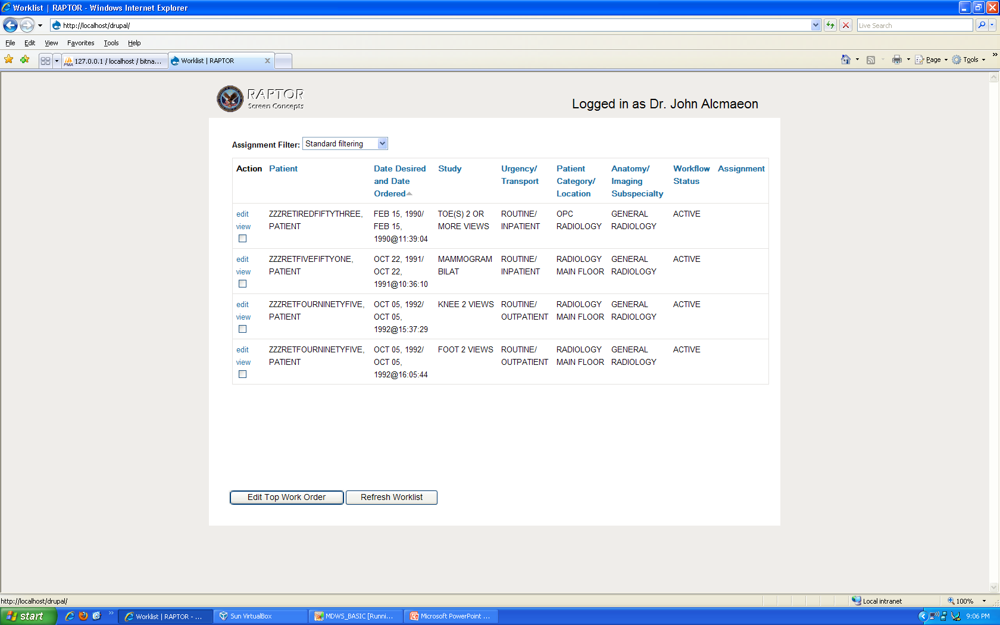 Worklist | RAPTOR - Windows Internet Explorer
http://localhost/drupal/
Live Search
File Edit View Favorites Tools Help
PMA 127.0.0.1 / localhost / bitna... Worklist | RAPTOR
Page Tools
RAPTOR
Screen Concepts
Logged in as Dr. John Alcmaeon
Assignment Filter: Standard filtering
Action Patient Date Desired Study Urgency/ Patient Anatomy/ Workflow Assignment
and Date Transport Category/ Imaging Status
Ordered Location Subspecialty
edit ZZZRETIREDFIFTYTHREE, FEB 15, 1990/ TOE(S) 2 OR ROUTINE/ OPC GENERAL ACTIVE
view PATIENT FEB 15, MORE VIEWS INPATIENT RADIOLOGY RADIOLOGY
1990@11:39:04
edit ZZZRETFIVEFIFTYONE, OCT 22, 1991/ MAMMOGRAM ROUTINE/ RADIOLOGY GENERAL ACTIVE
view PATIENT OCT 22, BILAT INPATIENT MAIN FLOOR RADIOLOGY
1991@10:36:10
edit ZZZRETFOURNINETYFIVE, OCT 05, 1992/ KNEE 2 VIEWS ROUTINE/ RADIOLOGY GENERAL ACTIVE
view PATIENT OCT 05, OUTPATIENT MAIN FLOOR RADIOLOGY
1992@15:37:29
edit ZZZRETFOURNINETYFIVE, OCT 05, 1992/ FOOT 2 VIEWS ROUTINE/ RADIOLOGY GENERAL ACTIVE
view PATIENT OCT 05, OUTPATIENT MAIN FLOOR RADIOLOGY
1992@16:05:44
Edit Top Work Order Refresh Worklist
http://localhost/drupal/ Local intranet 100%
start Worklist | RAPTOR - ... Sun VirtualBox MDWS_BASIC [Runni... Microsoft PowerPoint ... 9:06 PM